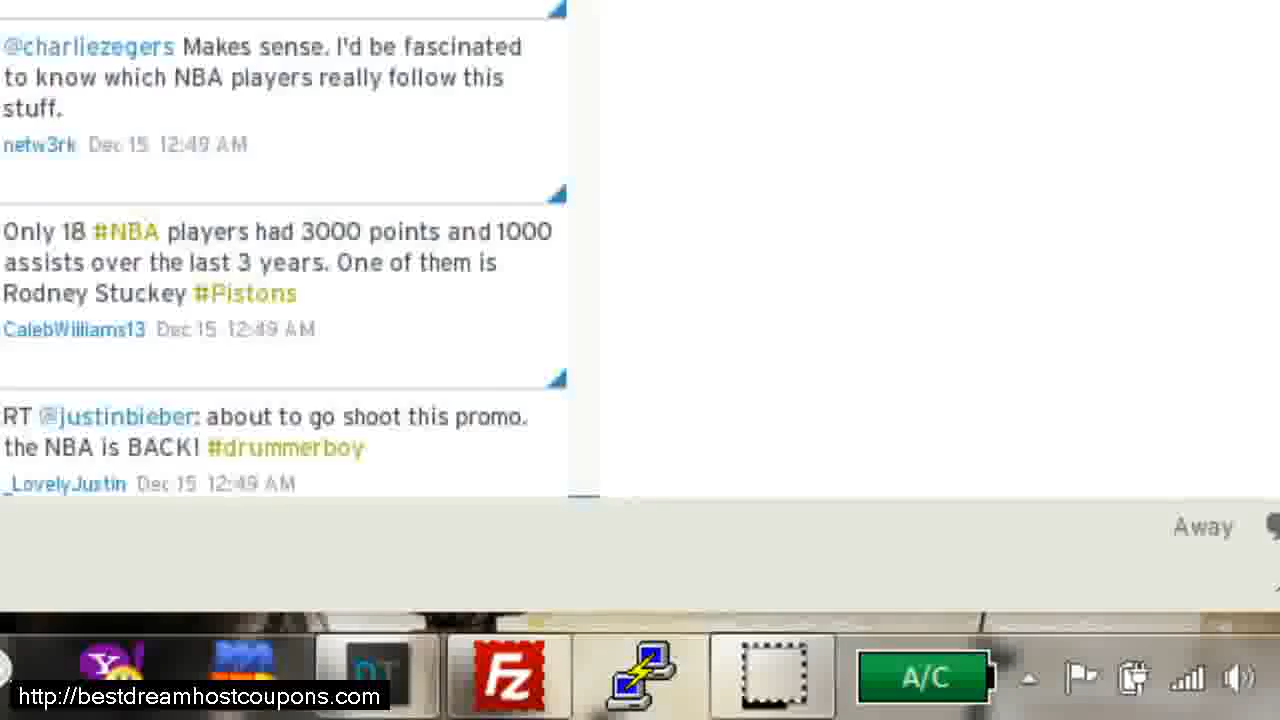 @charliezegers Makes sense. I'd be fascinated
to know which NBA players really follow this
stuff.
netw3rk Dec 15, 12:49 AM
Only 18 #NBA players had 3000 points and 1000
assists over the last 3 years. One of them is
Rodney Stuckey #Pistons
CalebWilliams13 Dec 15, 12:49 AM
RT @justinbieber: about to go shoot this promo.
the NBA is BACK! #drummerboy
_LovelyJustin Dec 15, 12:49 AM
Away
Y!
DT
FZ
A/C
http://bestdreamhostcoupons.com